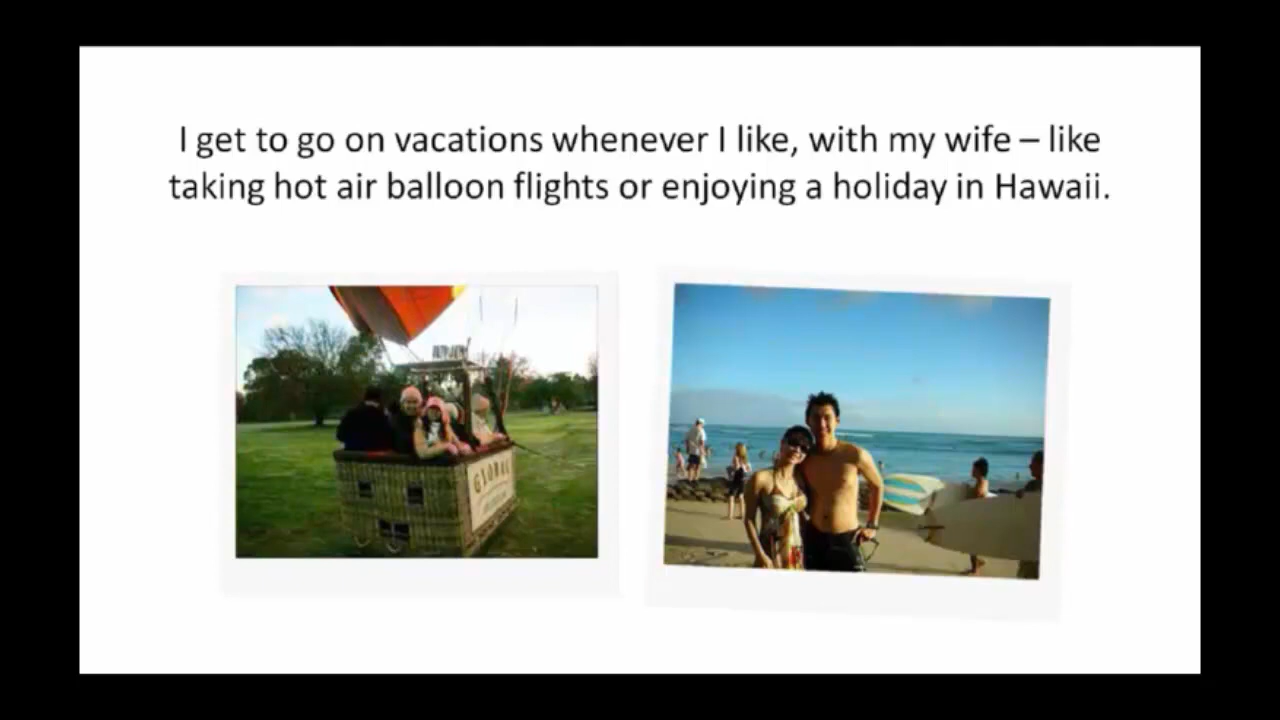 I get to go on vacations whenever I like, with my wife – like
taking hot air balloon flights or enjoying a holiday in Hawaii.
GLOBAL